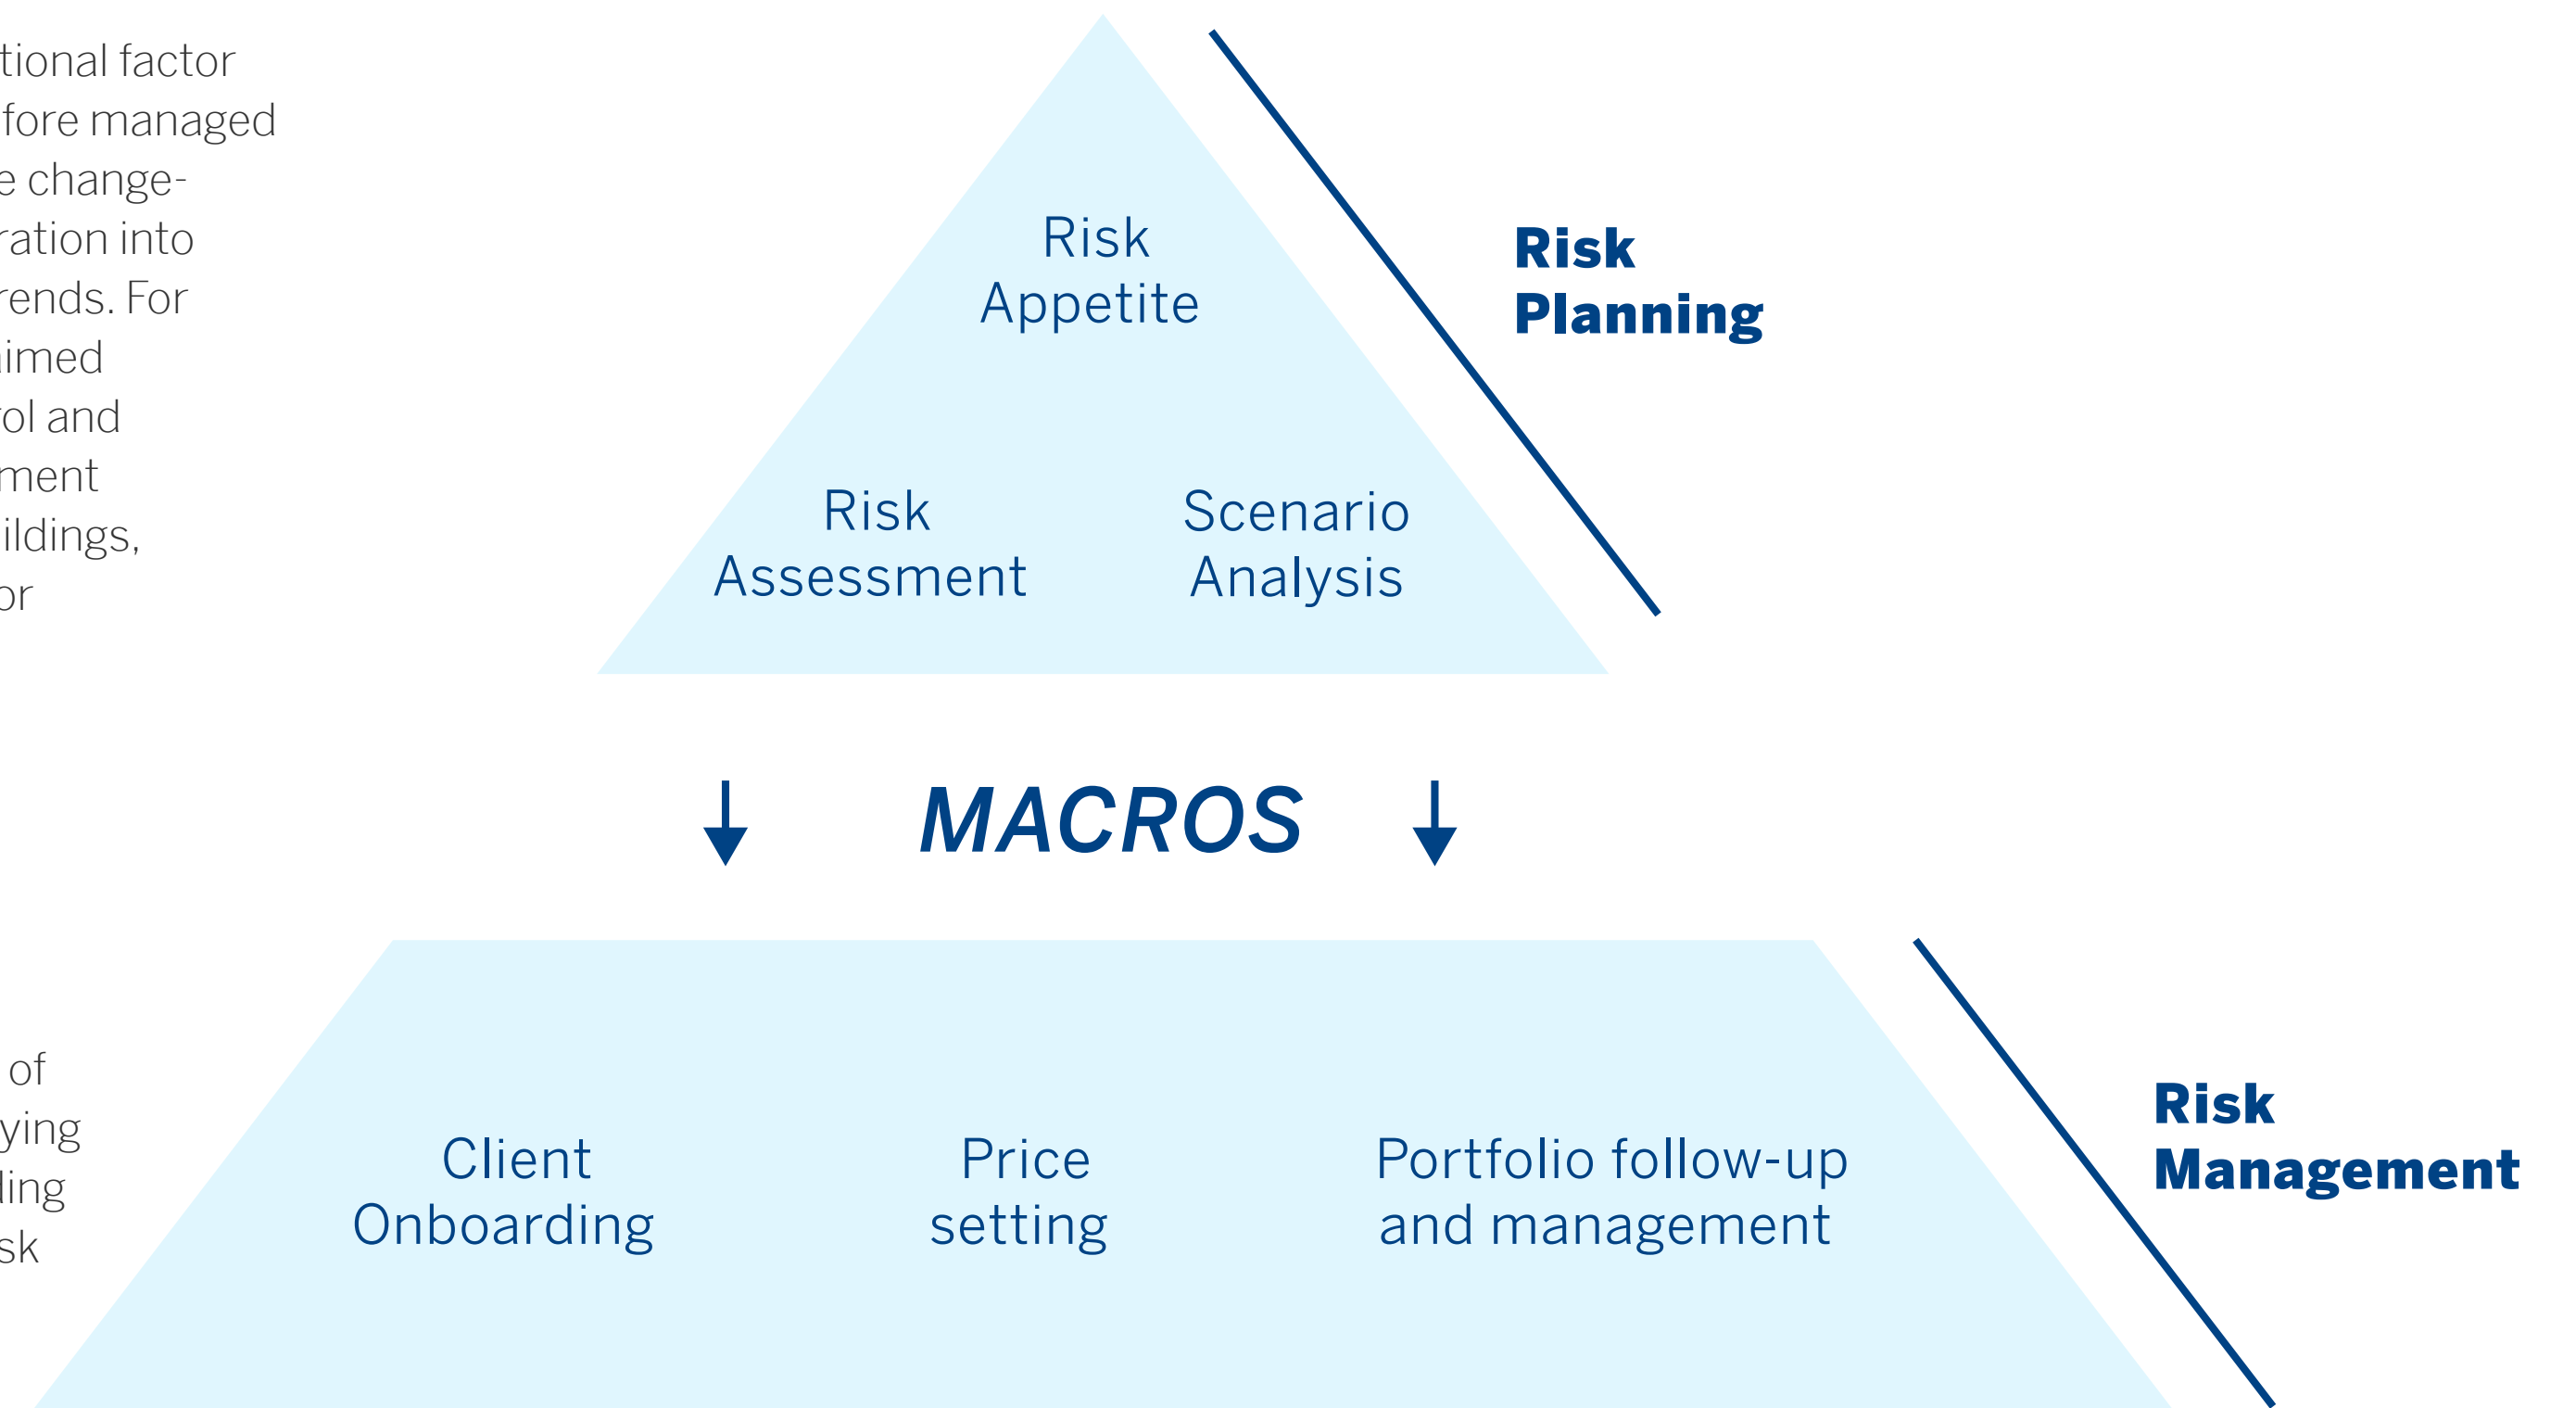 tional factor
fore managed
e change-
ration into
rends. For
aimed
rol and
ment
ildings,
or
of
ying
ling
sk
Risk
Appetite
Risk
Planning
Risk
Assessment
Scenario
Analysis
MACROS
Client
Onboarding
Price
setting
Portfolio follow-up
and management
Risk
Management